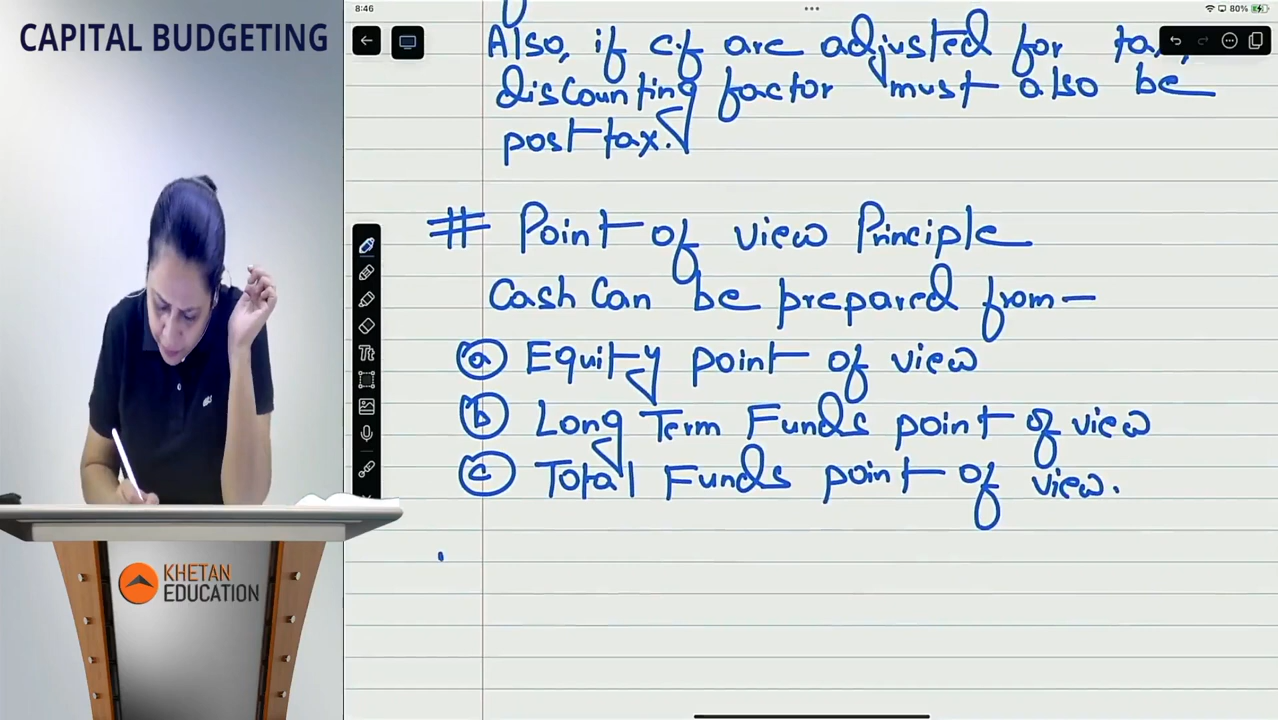 CAPITAL BUDGETING
8:46
80%
Also, if c.f are adjusted for tax,
discounting factor must also be
post tax.
# Point of view Principle
Cash Can be prepared from-
(a) Equity point of view
(b) Long Term Funds point of view
(c) Total Funds point of view.
Tt
KHETAN
EDUCATION